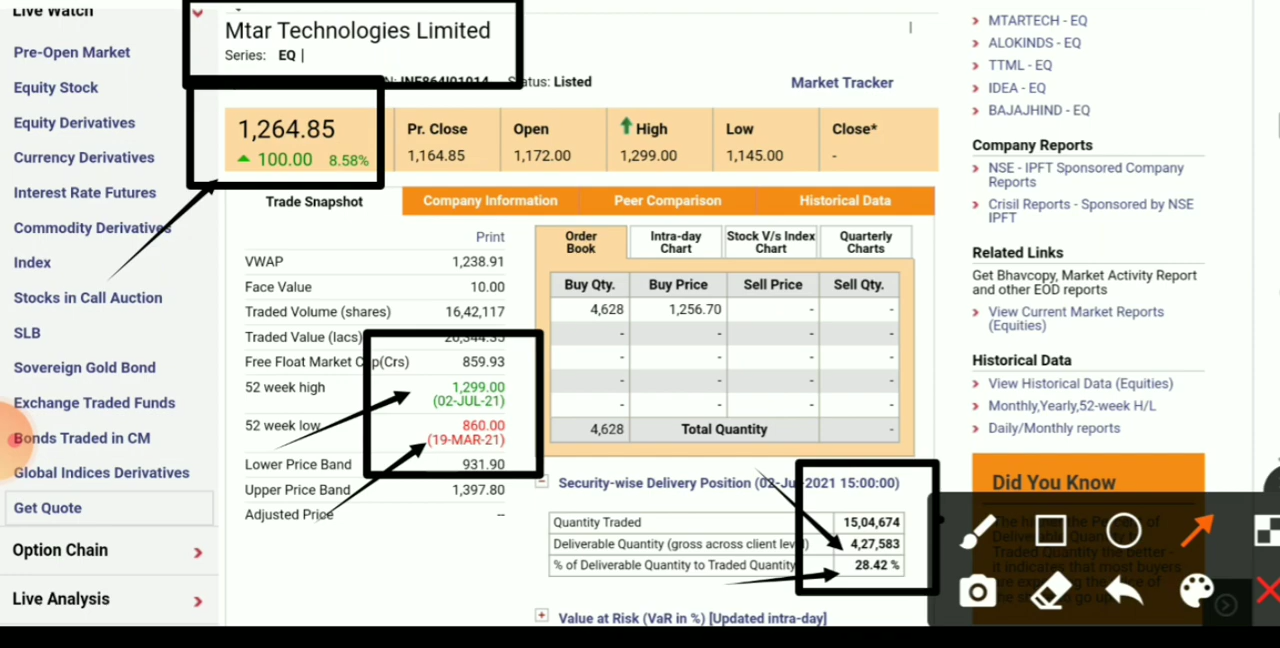 Live Watch
Pre-Open Market
Equity Stock
Equity Derivatives
Currency Derivatives
Interest Rate Futures
Commodity Derivatives
Index
Stocks in Call Auction
SLB
Sovereign Gold Bond
Exchange Traded Funds
Bonds Traded in CM
Global Indices Derivatives
Get Quote
Option Chain
Live Analysis
Mtar Technologies Limited
Series: EQ |
N: INE864I01014 Status: Listed
Market Tracker
1,264.85
100.00 8.58%
Pr. Close Open High Low Close*
1,164.85 1,172.00 1,299.00 1,145.00 -
Trade Snapshot Company Information Peer Comparison Historical Data
Print
VWAP 1,238.91
Face Value 10.00
Traded Volume (shares) 16,42,117
Traded Value (lacs) 20,344.35
Free Float Market Cap(Crs) 859.93
52 week high 1,299.00
(02-JUL-21)
52 week low 860.00
(19-MAR-21)
Lower Price Band 931.90
Upper Price Band 1,397.80
Adjusted Price --
Order Book Intra-day Chart Stock V/s Index Chart Quarterly Charts
Buy Qty. Buy Price Sell Price Sell Qty.
4,628 1,256.70 - -
- - - -
- - - -
- - - -
- - - -
4,628 Total Quantity -
Security-wise Delivery Position (02-Jul-2021 15:00:00)
Quantity Traded 15,04,674
Deliverable Quantity (gross across client level) 4,27,583
% of Deliverable Quantity to Traded Quantity 28.42 %
Value at Risk (VaR in %) [Updated intra-day]
MTARTECH - EQ
ALOKINDS - EQ
TTML - EQ
IDEA - EQ
BAJAJHIND - EQ
Company Reports
NSE - IPFT Sponsored Company
Reports
Crisil Reports - Sponsored by NSE
IPFT
Related Links
Get Bhavcopy, Market Activity Report
and other EOD reports
View Current Market Reports
(Equities)
Historical Data
View Historical Data (Equities)
Monthly,Yearly,52-week H/L
Daily/Monthly reports
Did You Know